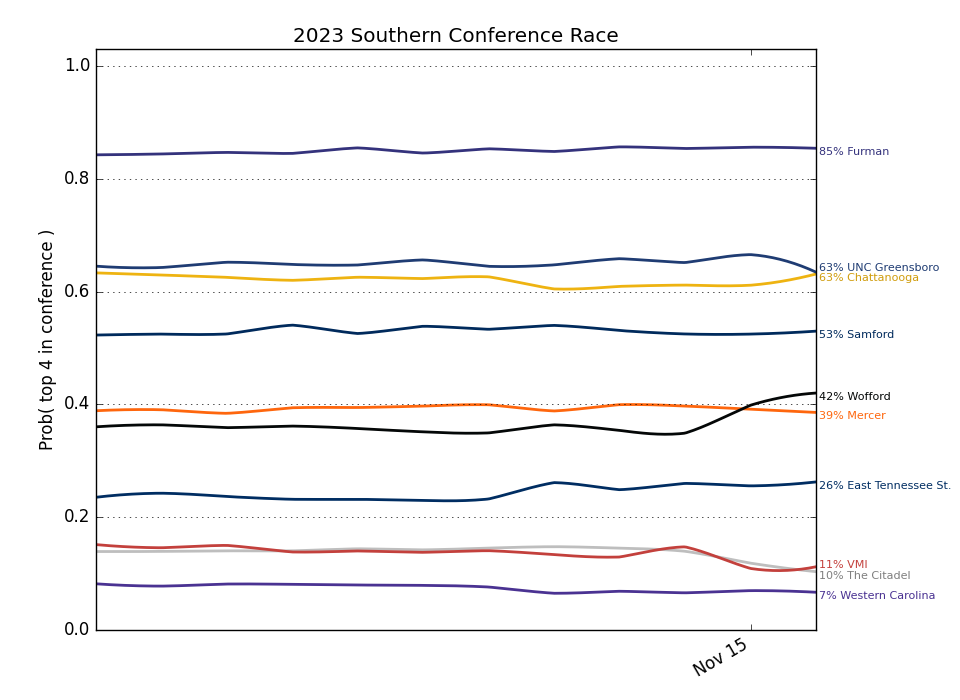 2023 Southern Conference Race
Prob( top 4 in conference )
1.0
0.8
0.6
0.4
0.2
0.0
85% Furman
63% UNC Greensboro
63% Chattanooga
53% Samford
42% Wofford
39% Mercer
26% East Tennessee St.
11% VMI
10% The Citadel
7% Western Carolina
Nov 15